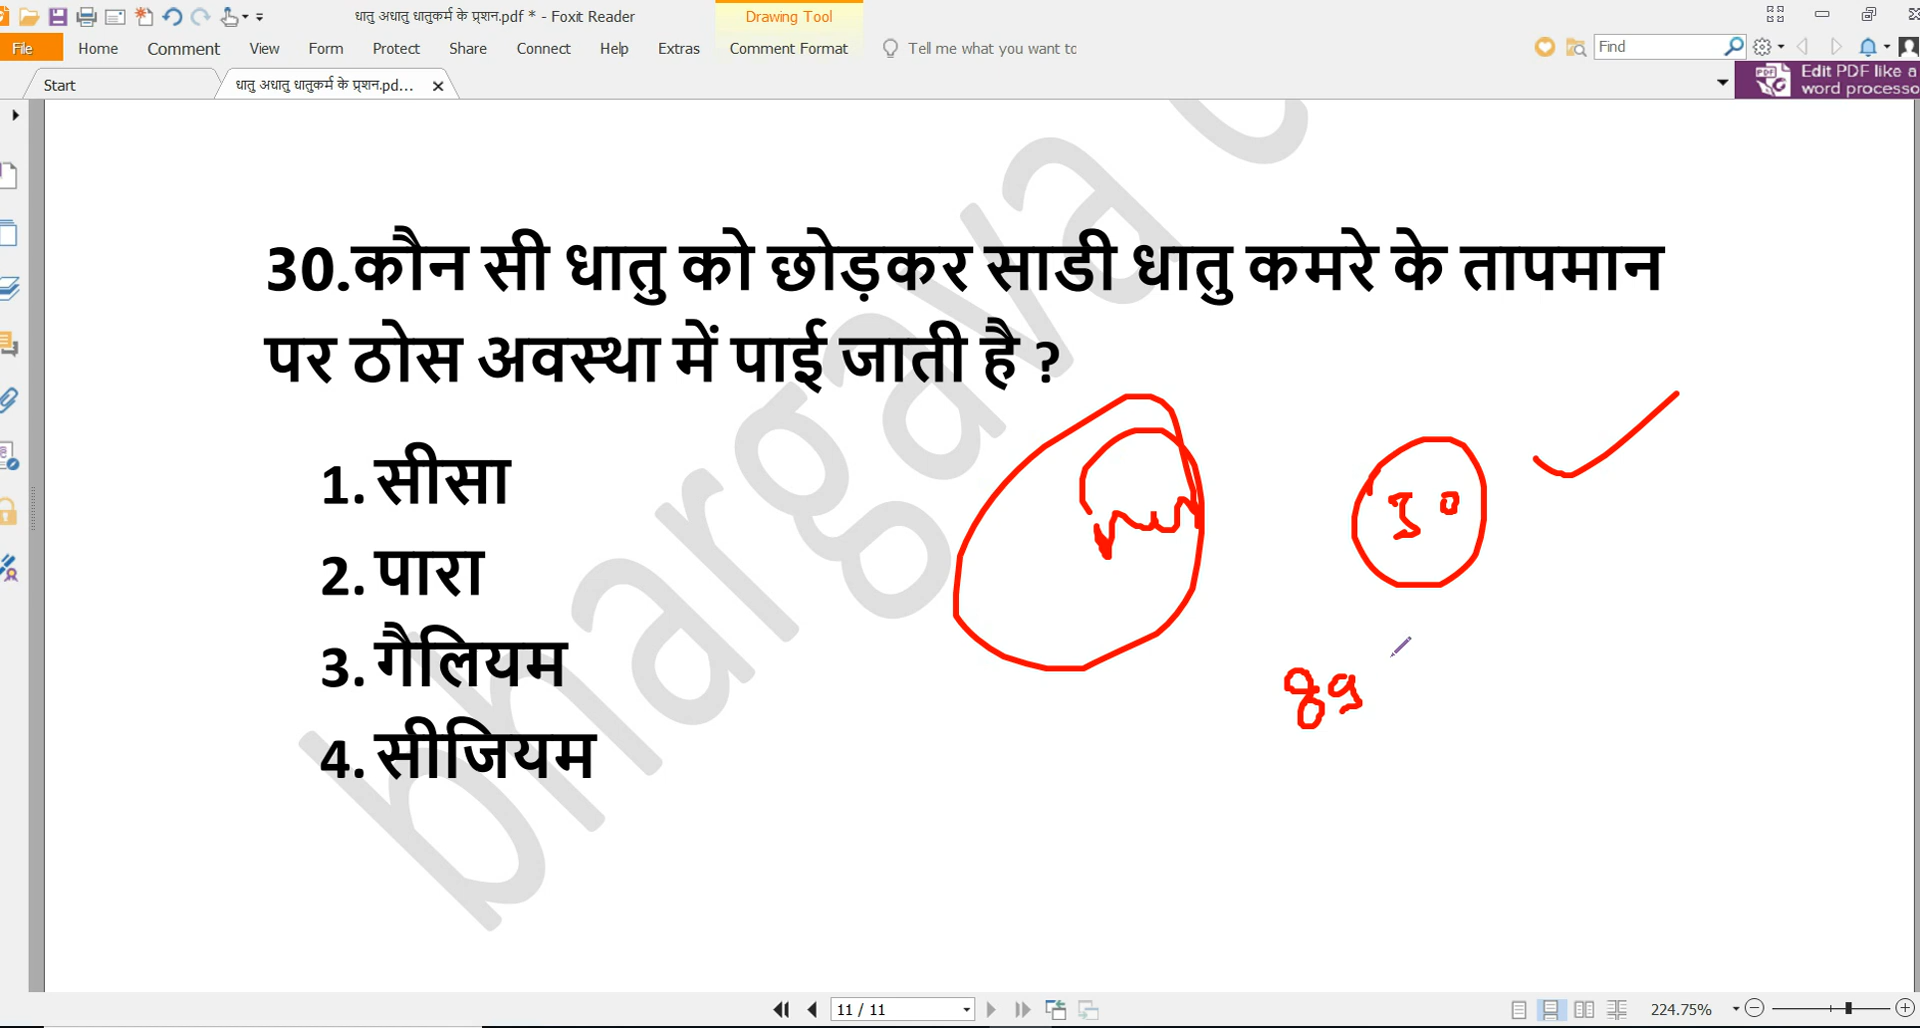 धातु अधातु धातुकर्म के प्रशन.pdf * - Foxit Reader
Drawing Tool
File Home Comment View Form Protect Share Connect Help Extras Comment Format Tell me what you want to Find
Start धातु अधातु धातुकर्म के प्रशन.pd...
Edit PDF like a
word processo
30.कौन सी धातु को छोड़कर साडी धातु कमरे के तापमान
पर ठोस अवस्था में पाई जाती है ?
1. सीसा
2. पारा
3. गैलियम
4. सीजियम
89
bhargava
11 / 11 224.75%